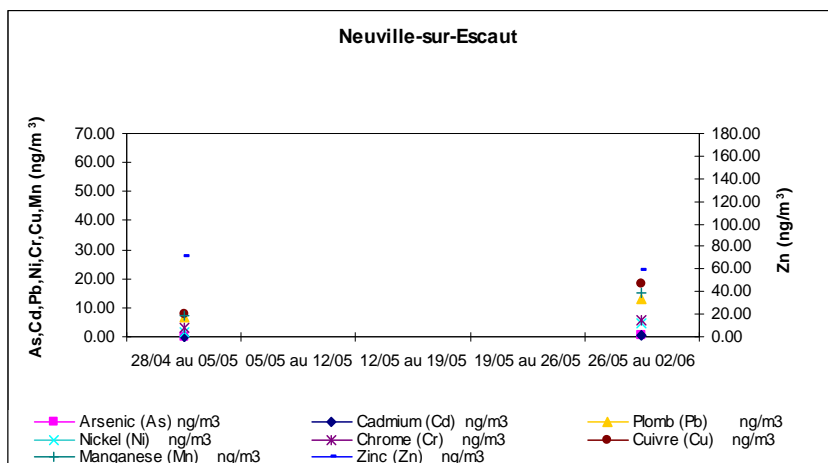 Neuville-sur-Escaut
As,Cd,Pb,Ni,Cr,Cu,Mn (ng/m³)
70.00
60.00
50.00
40.00
30.00
20.00
10.00
0.00
180.00
160.00
140.00
120.00
100.00
80.00
60.00
40.00
20.00
0.00
Zn (ng/m³)
28/04 au 05/05 05/05 au 12/05 12/05 au 19/05 19/05 au 26/05 26/05 au 02/06
Arsenic (As) ng/m3 Cadmium (Cd) ng/m3 Plomb (Pb) ng/m3
Nickel (Ni) ng/m3 Chrome (Cr) ng/m3 Cuivre (Cu) ng/m3
Manganese (Mn) ng/m3 Zinc (Zn) ng/m3